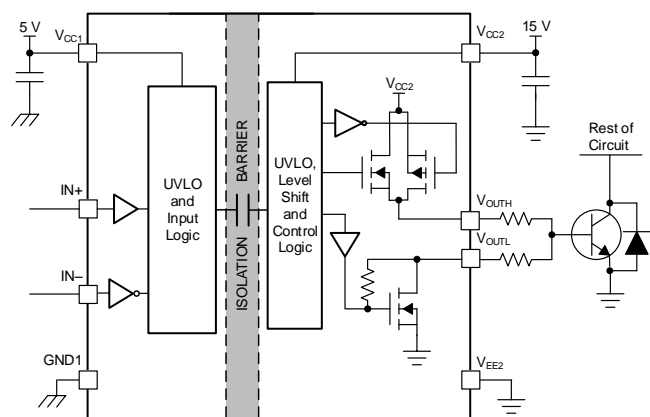 5 V
VCC1
VCC2
15 V
VCC2
Rest of
Circuit
UVLO
and
Input
Logic
ISOLATION BARRIER
UVLO,
Level
Shift
and
Control
Logic
IN+
IN–
VOUTH
VOUTL
GND1
VEE2